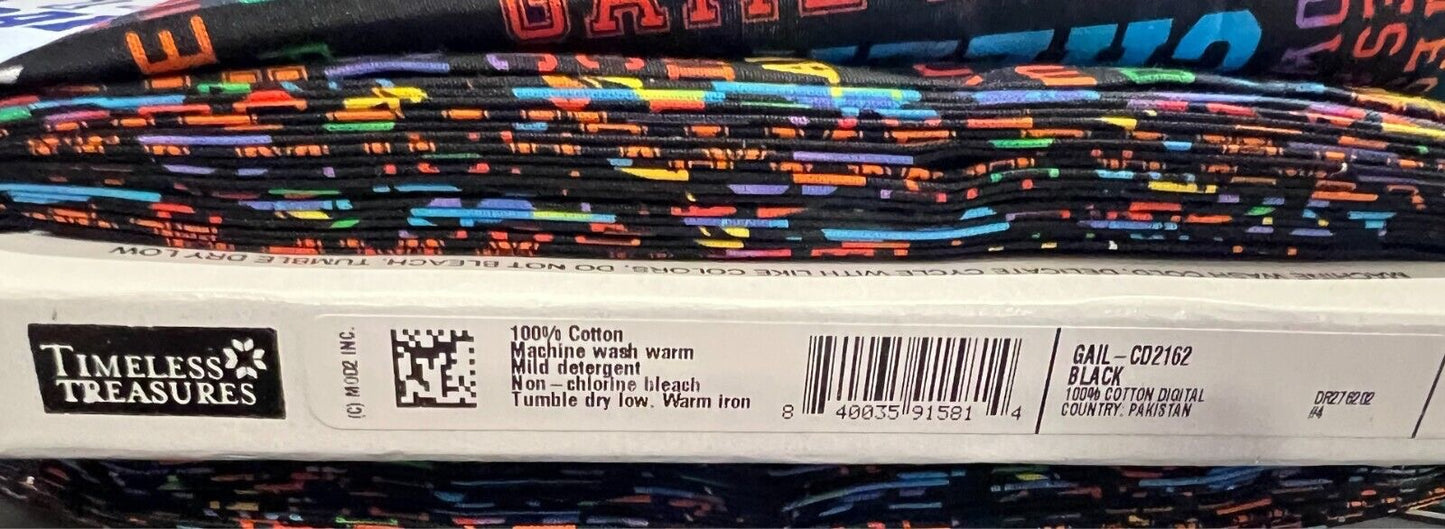 GAME
MACHINE WASH COLD, DELICATE CYCLE WITH LIKE COLORS, DO NOT BLEACH, TUMBLE DRY LOW
TIMELESS
TREASURES
(C) MOD2 INC.
100% Cotton
Machine wash warm
Mild detergent
Non-chlorine bleach
Tumble dry low. Warm iron
8 40035 91581 4
GAIL-CD2162
BLACK
100% COTTON DIGITAL
COUNTRY: PAKISTAN
DR276202
#4